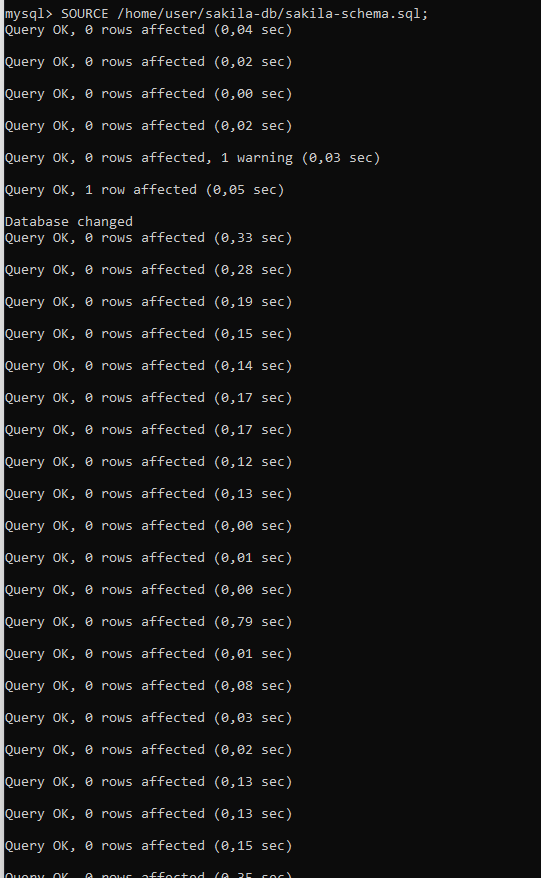 mysql> SOURCE /home/user/sakila-db/sakila-schema.sql;
Query OK, 0 rows affected (0,04 sec)
Query OK, 0 rows affected (0,02 sec)
Query OK, 0 rows affected (0,00 sec)
Query OK, 0 rows affected (0,02 sec)
Query OK, 0 rows affected, 1 warning (0,03 sec)
Query OK, 1 row affected (0,05 sec)
Database changed
Query OK, 0 rows affected (0,33 sec)
Query OK, 0 rows affected (0,28 sec)
Query OK, 0 rows affected (0,19 sec)
Query OK, 0 rows affected (0,15 sec)
Query OK, 0 rows affected (0,14 sec)
Query OK, 0 rows affected (0,17 sec)
Query OK, 0 rows affected (0,17 sec)
Query OK, 0 rows affected (0,12 sec)
Query OK, 0 rows affected (0,13 sec)
Query OK, 0 rows affected (0,00 sec)
Query OK, 0 rows affected (0,01 sec)
Query OK, 0 rows affected (0,00 sec)
Query OK, 0 rows affected (0,79 sec)
Query OK, 0 rows affected (0,01 sec)
Query OK, 0 rows affected (0,08 sec)
Query OK, 0 rows affected (0,03 sec)
Query OK, 0 rows affected (0,02 sec)
Query OK, 0 rows affected (0,13 sec)
Query OK, 0 rows affected (0,13 sec)
Query OK, 0 rows affected (0,15 sec)
Query OK, 0 rows affected (0,35 sec)